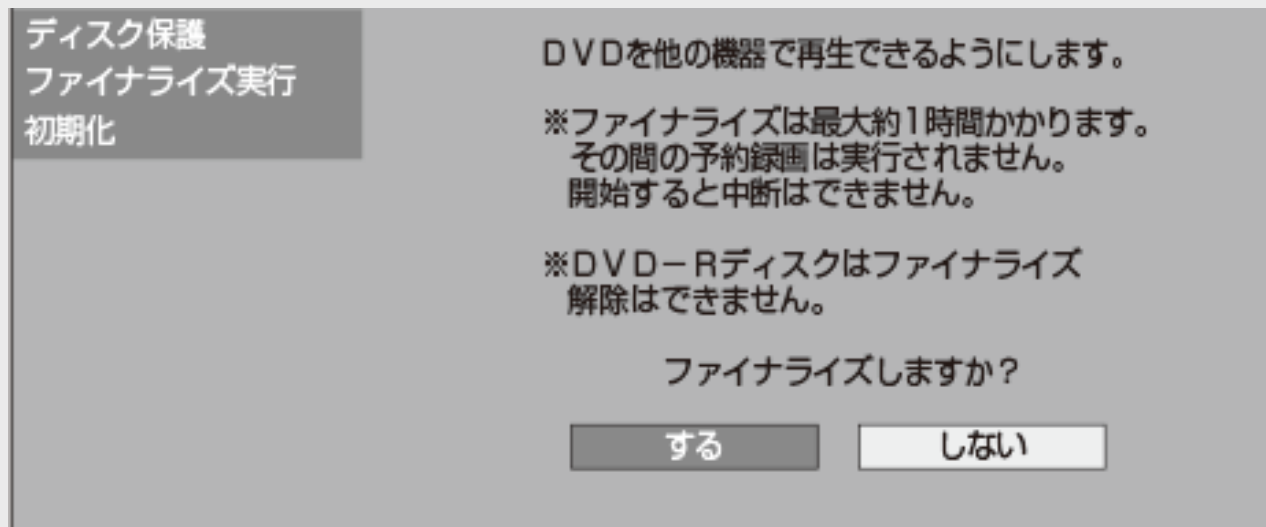 ディスク保護
ファイナライズ実行
初期化
DVDを他の機器で再生できるようにします。
※ファイナライズは最大約1時間かかります。
その間の予約録画は実行されません。
開始すると中断はできません。
※DVD－Rディスクはファイナライズ
解除はできません。
ファイナライズしますか？
する
しない